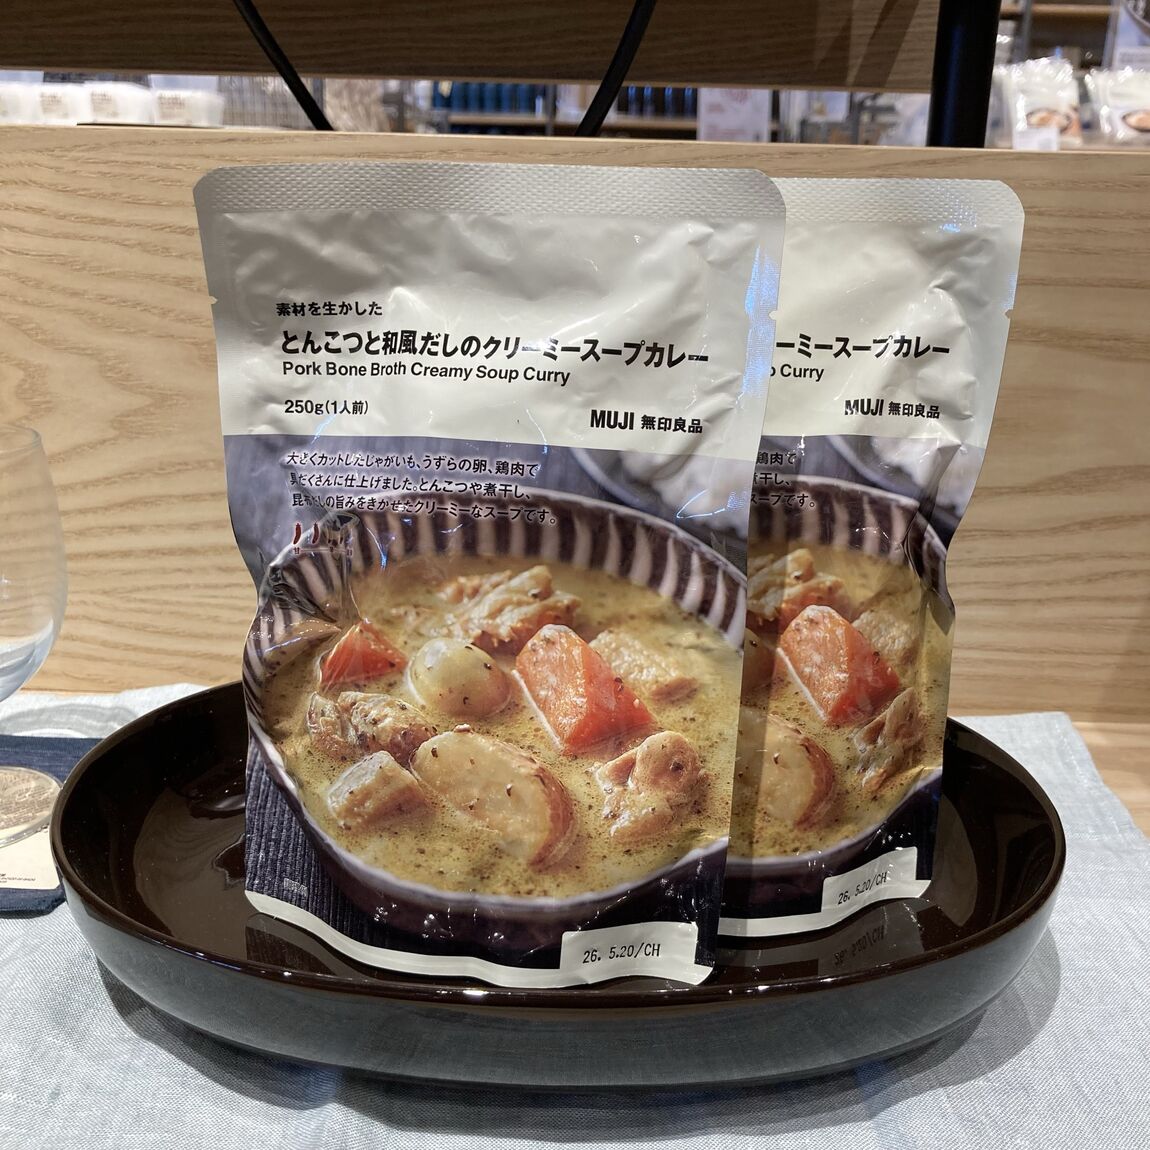 素材を生かした
とんこつと和風だしのクリーミースープカレー
Pork Bone Broth Creamy Soup Curry
250g(1人前)
MUJI 無印良品
大きくカットしたじゃがいも、うずらの卵、鶏肉で
具だくさんに仕上げました。とんこつや煮干し、
昆布だしの旨みをきかせたクリーミーなスープです。
26. 5.20/CH
ーミースープカレー
Curry
MUJI 無印良品
鶏肉で
煮干し、
スープです。
26. 5.20/CH